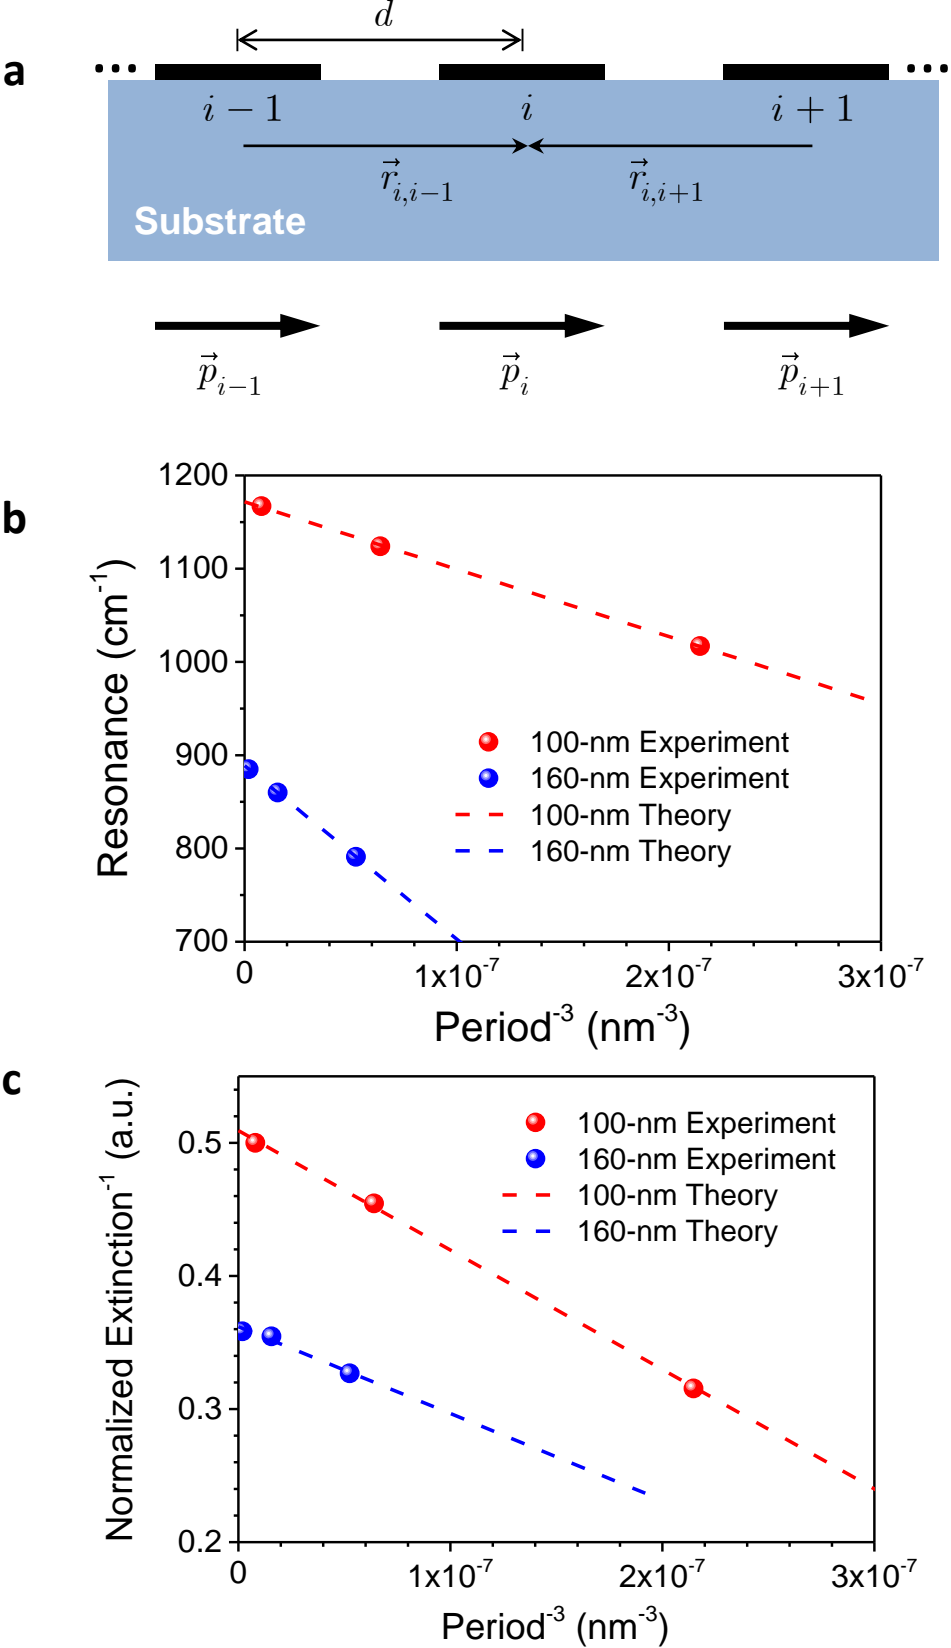 a
d
... ...
i − 1 i i + 1
r⃗i,i−1 r⃗i,i+1
Substrate
p⃗i−1 p⃗i p⃗i+1
b
Resonance (cm-1)
1200
1100
1000
900
800
700
100-nm Experiment
160-nm Experiment
100-nm Theory
160-nm Theory
0 1x10-7 2x10-7 3x10-7
Period-3 (nm-3)
c
Normalized Extinction-1 (a.u.)
0.5
0.4
0.3
0.2
100-nm Experiment
160-nm Experiment
100-nm Theory
160-nm Theory
0 1x10-7 2x10-7 3x10-7
Period-3 (nm-3)